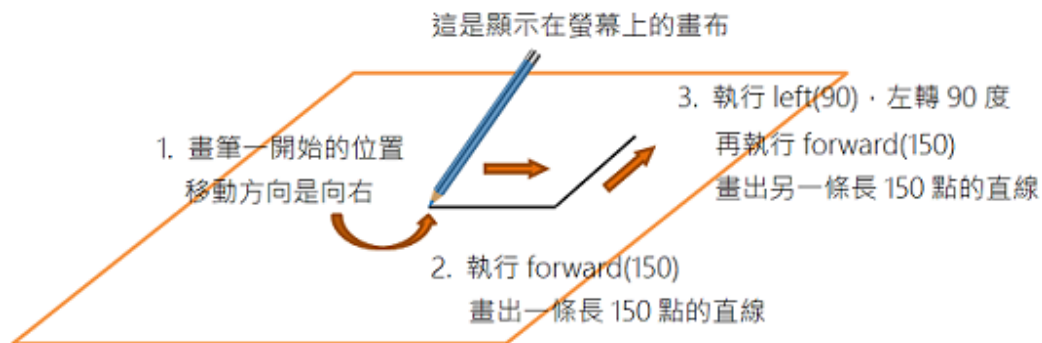 這是顯示在螢幕上的畫布
1. 畫筆一開始的位置
移動方向是向右
2. 執行 forward(150)
畫出一條長 150 點的直線
3. 執行 left(90)，左轉 90 度
再執行 forward(150)
畫出另一條長 150 點的直線